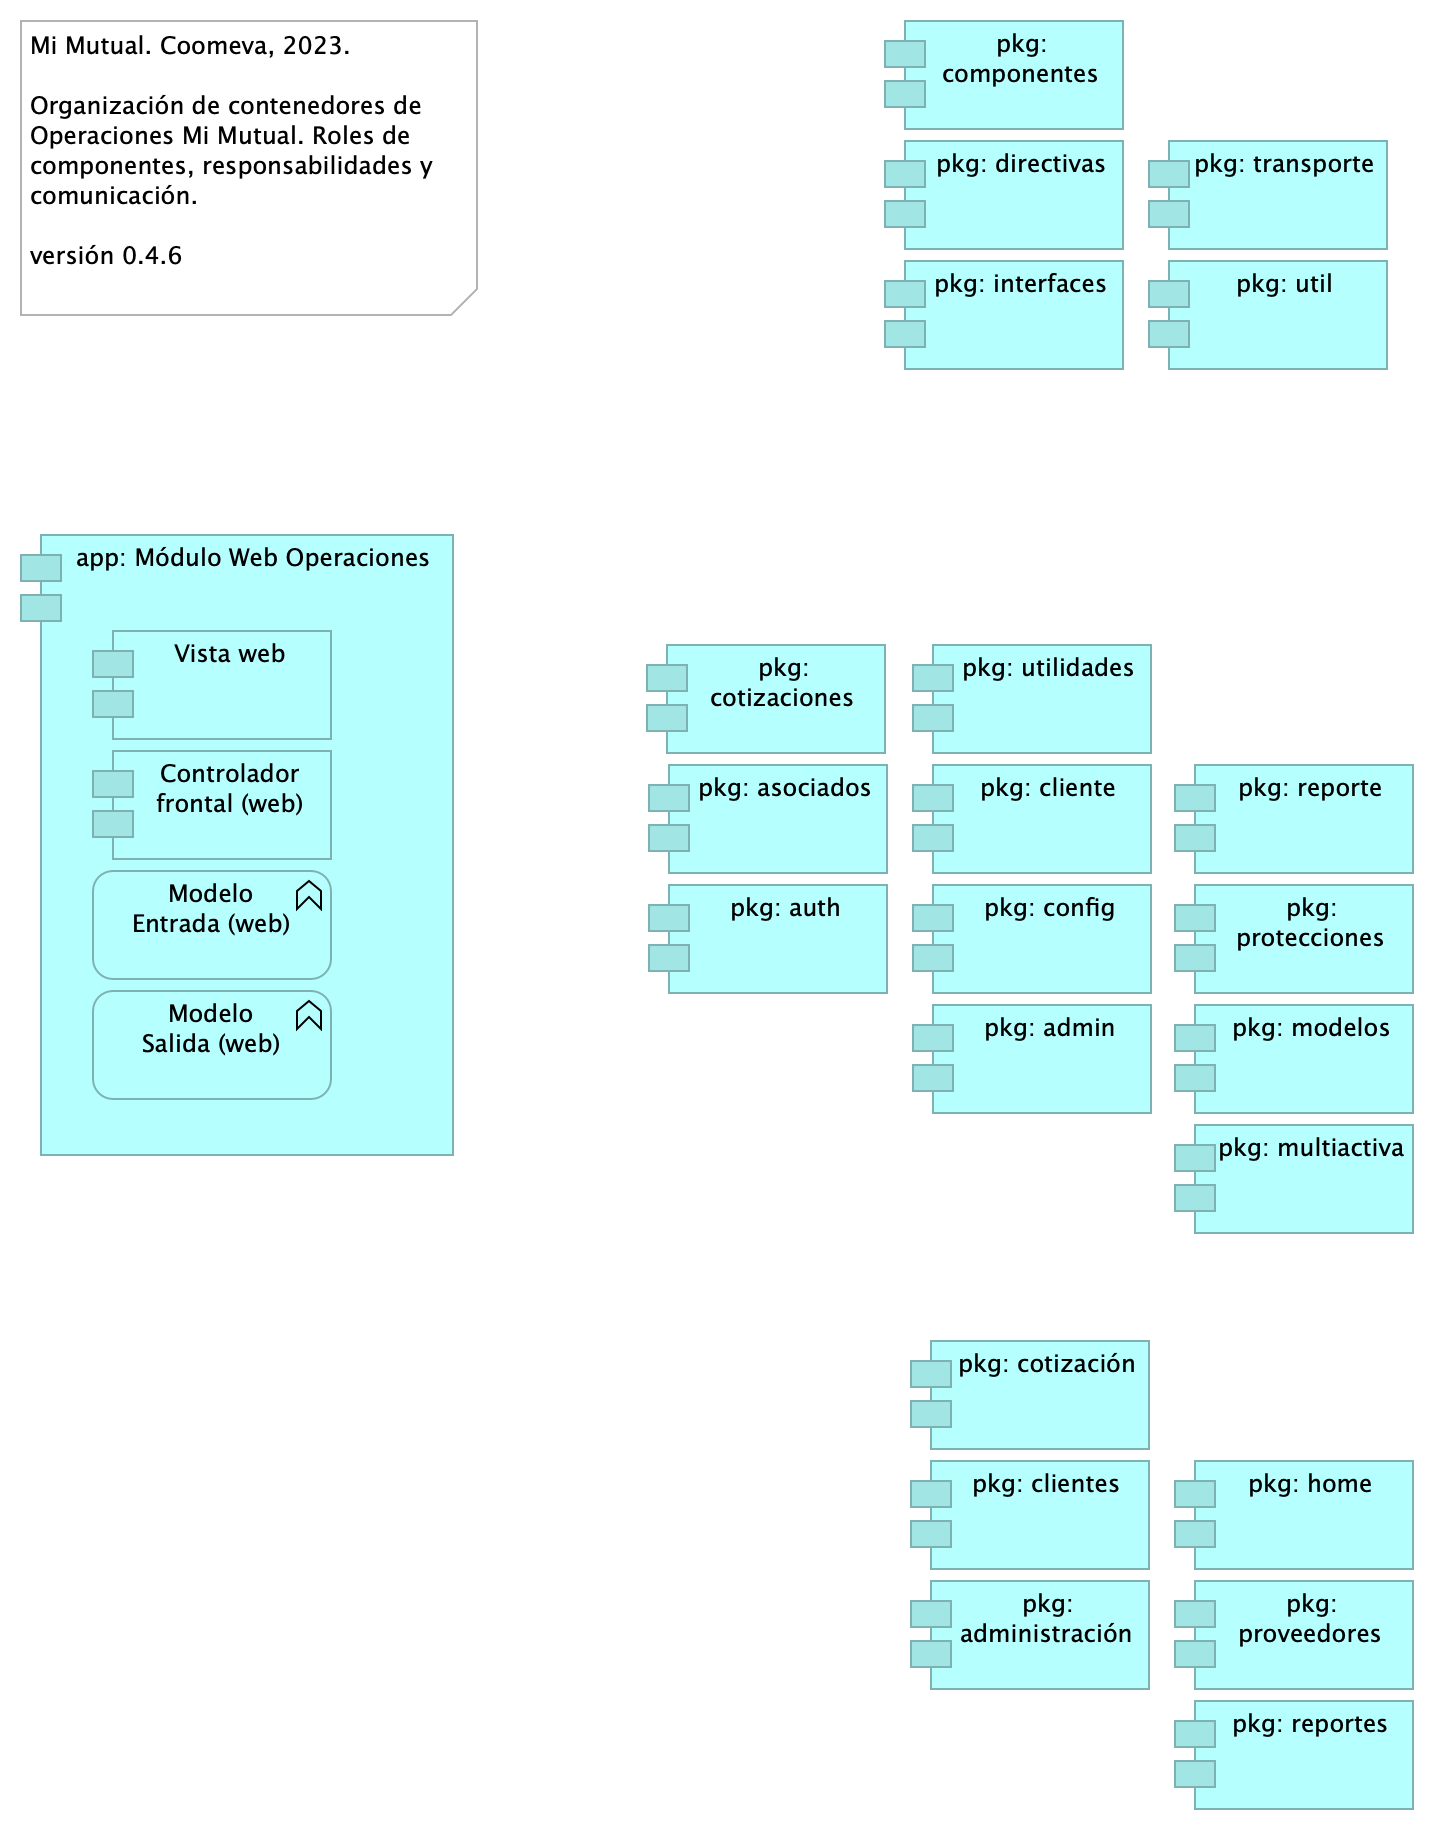 Mi Mutual. Coomeva, 2023.
Organización de contenedores de
Operaciones Mi Mutual. Roles de
componentes, responsabilidades y
comunicación.
versión 0.4.6
pkg:
componentes
pkg: directivas
pkg: transporte
pkg: interfaces
pkg: util
app: Módulo Web Operaciones
Vista web
Controlador
frontal (web)
Modelo
Entrada (web)
Modelo
Salida (web)
pkg:
cotizaciones
pkg: utilidades
pkg: asociados
pkg: cliente
pkg: reporte
pkg: auth
pkg: config
pkg:
protecciones
pkg: admin
pkg: modelos
pkg: multiactiva
pkg: cotización
pkg: clientes
pkg: home
pkg:
administración
pkg:
proveedores
pkg: reportes